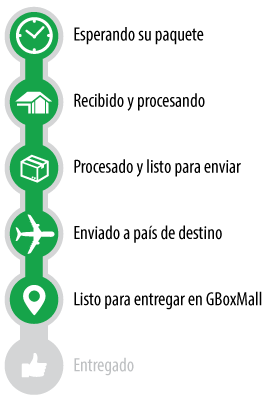 Esperando su paquete
Recibido y procesando
Procesado y listo para enviar
Enviado a país de destino
Listo para entregar en GBoxMall
Entregado